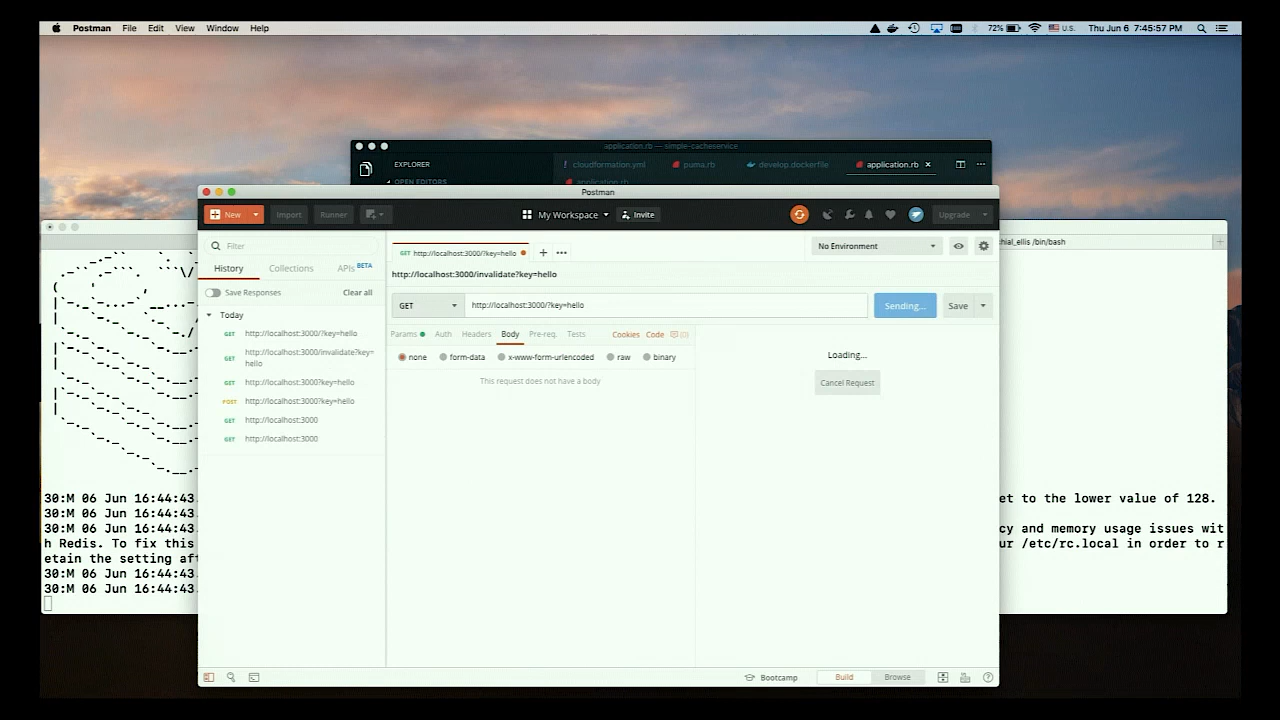 Postman File Edit View Window Help 72% U.S. Thu Jun 6 7:45:57 PM
application.rb — simple-cacheservice
EXPLORER cloudformation.yml puma.rb develop.dockerfile application.rb
OPEN EDITORS application.rb
Postman
New Import Runner My Workspace Invite Upgrade
hial_ellis /bin/bash
Filter
GET http://localhost:3000/?key=hello No Environment
History Collections APIs BETA
http://localhost:3000/invalidate?key=hello
Save Responses Clear all
GET http://localhost:3000/?key=hello Sending... Save
Today
GET http://localhost:3000/?key=hello
GET http://localhost:3000/invalidate?key=
hello
GET http://localhost:3000?key=hello
POST http://localhost:3000?key=hello
GET http://localhost:3000
GET http://localhost:3000
Params Auth Headers Body Pre-req. Tests Cookies Code (0)
none form-data x-www-form-urlencoded raw binary
This request does not have a body
Loading...
Cancel Request
30:M 06 Jun 16:44:43. et to the lower value of 128.
30:M 06 Jun 16:44:43.
30:M 06 Jun 16:44:43. cy and memory usage issues wit
h Redis. To fix this ur /etc/rc.local in order to r
etain the setting aft
30:M 06 Jun 16:44:43.
30:M 06 Jun 16:44:43.
Bootcamp Build Browse